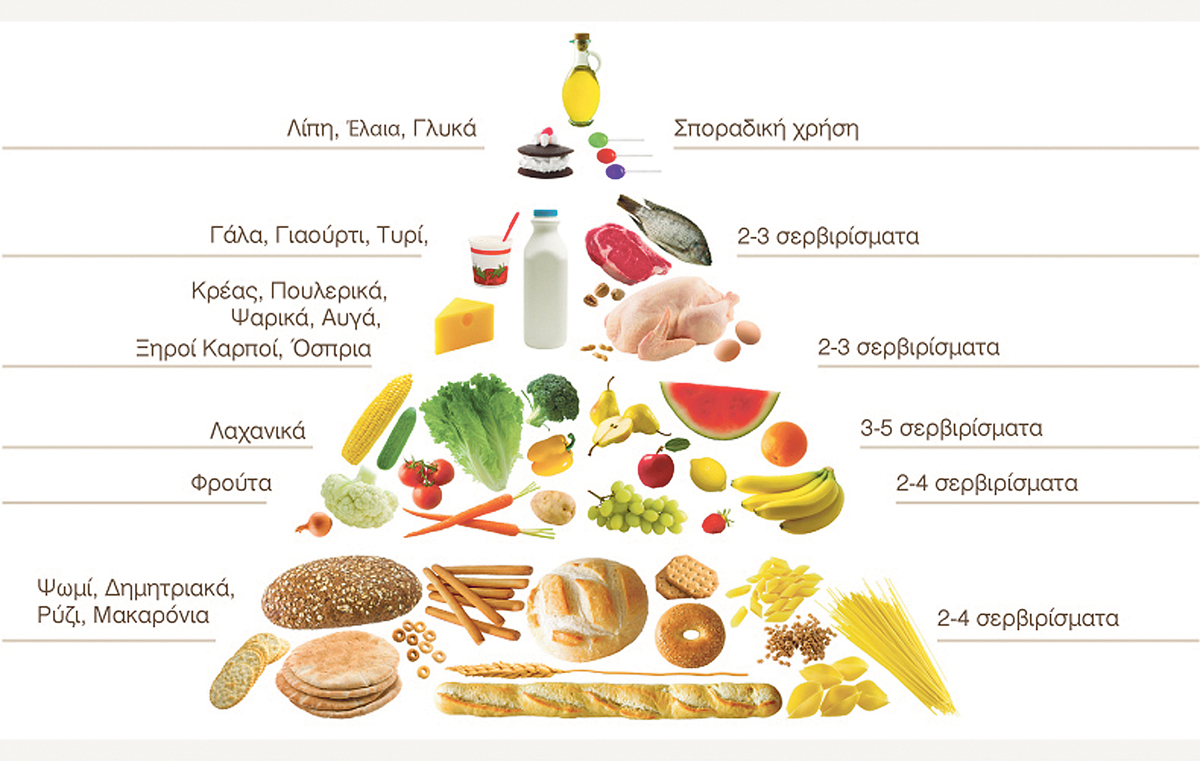 Λίπη, Έλαια, Γλυκά
Σποραδική χρήση
Γάλα, Γιαούρτι, Τυρί,
2-3 σερβιρίσματα
Κρέας, Πουλερικά,
Ψαρικά, Αυγά,
Ξηροί Καρποί, Όσπρια
2-3 σερβιρίσματα
Λαχανικά
3-5 σερβιρίσματα
Φρούτα
2-4 σερβιρίσματα
Ψωμί, Δημητριακά,
Ρύζι, Μακαρόνια
2-4 σερβιρίσματα